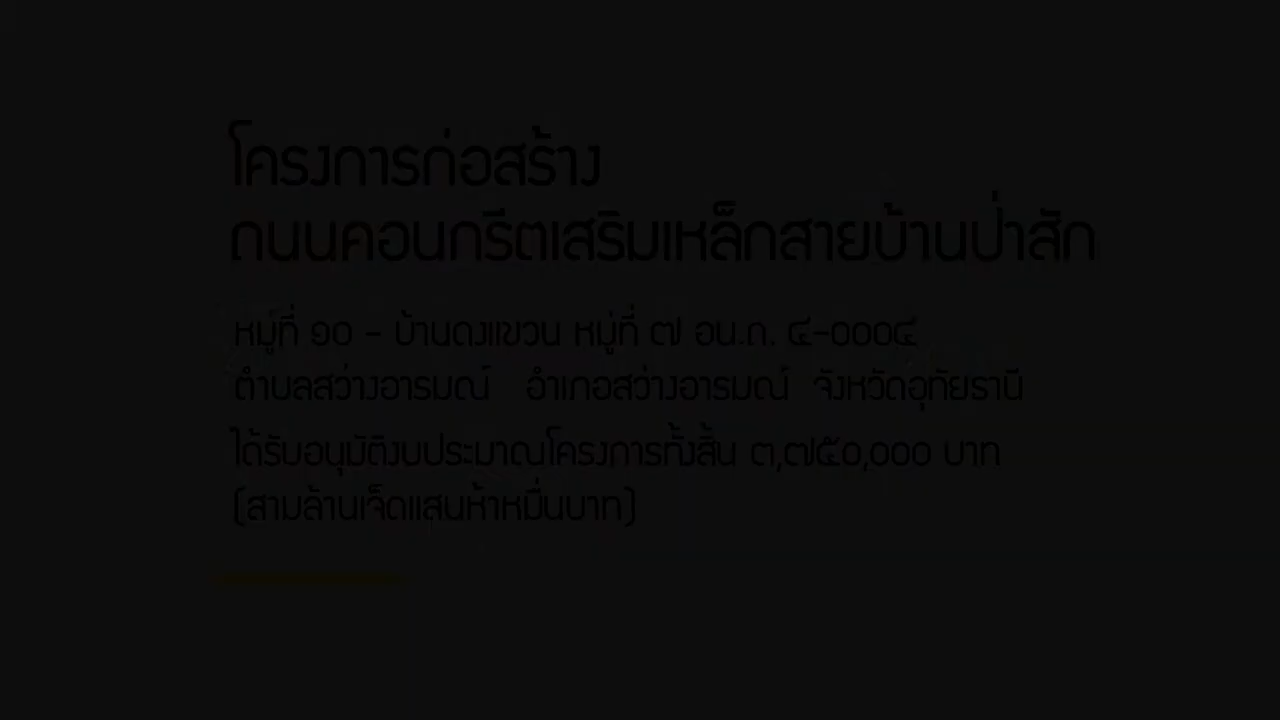 โครงการก่อสร้าง
ถนนคอนกรีตเสริมเหล็กสายบ้านป่าสัก
หมู่ที่ ๑๐ - บ้านดงแขวน หมู่ที่ ๗ อน.ถ. ๔-๐๐๐๔
ตำบลสว่างอารมณ์ อำเภอสว่างอารมณ์ จังหวัดอุทัยธานี
ได้รับอนุมัติงบประมาณโครงการทั้งสิ้น ๓,๗๕๐,๐๐๐ บาท
(สามล้านเจ็ดแสนห้าหมื่นบาท)